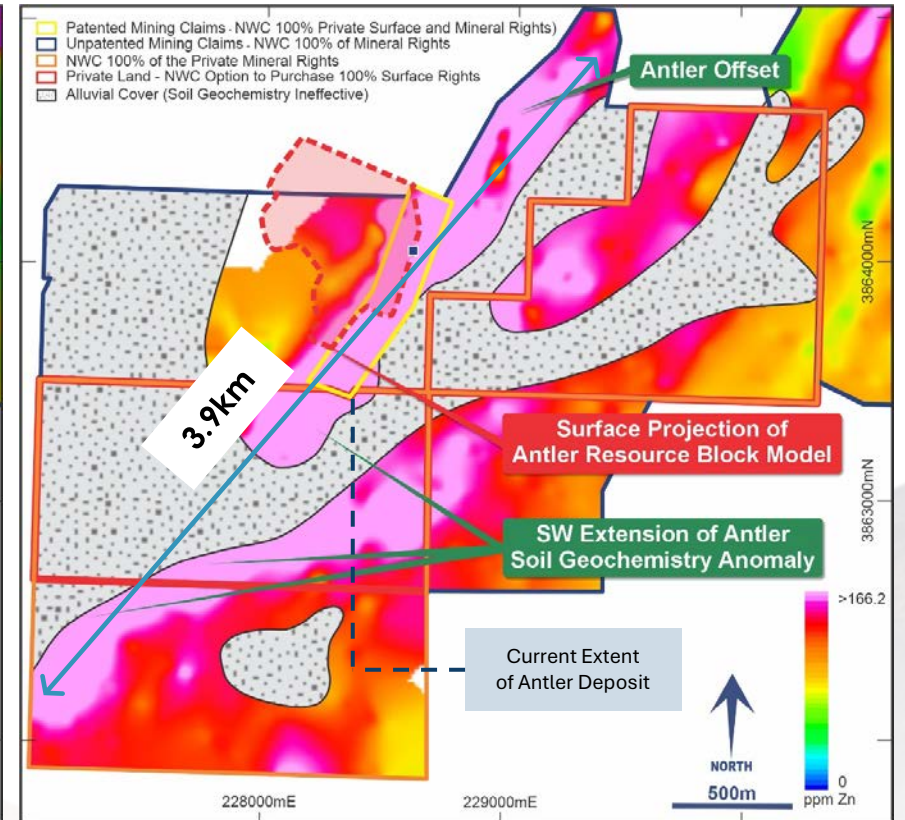 Patented Mining Claims - NWC 100% Private Surface and Mineral Rights)
Unpatented Mining Claims - NWC 100% of Mineral Rights
NWC 100% of the Private Mineral Rights
Private Land - NWC Option to Purchase 100% Surface Rights
Alluvial Cover (Soil Geochemistry Ineffective)
Antler Offset
3864000mN
3.9km
Surface Projection of
Antler Resource Block Model
3863000mN
SW Extension of Antler
Soil Geochemistry Anomaly
>166.2
Current Extent
of Antler Deposit
NORTH
500m
0
ppm Zn
228000mE
229000mE